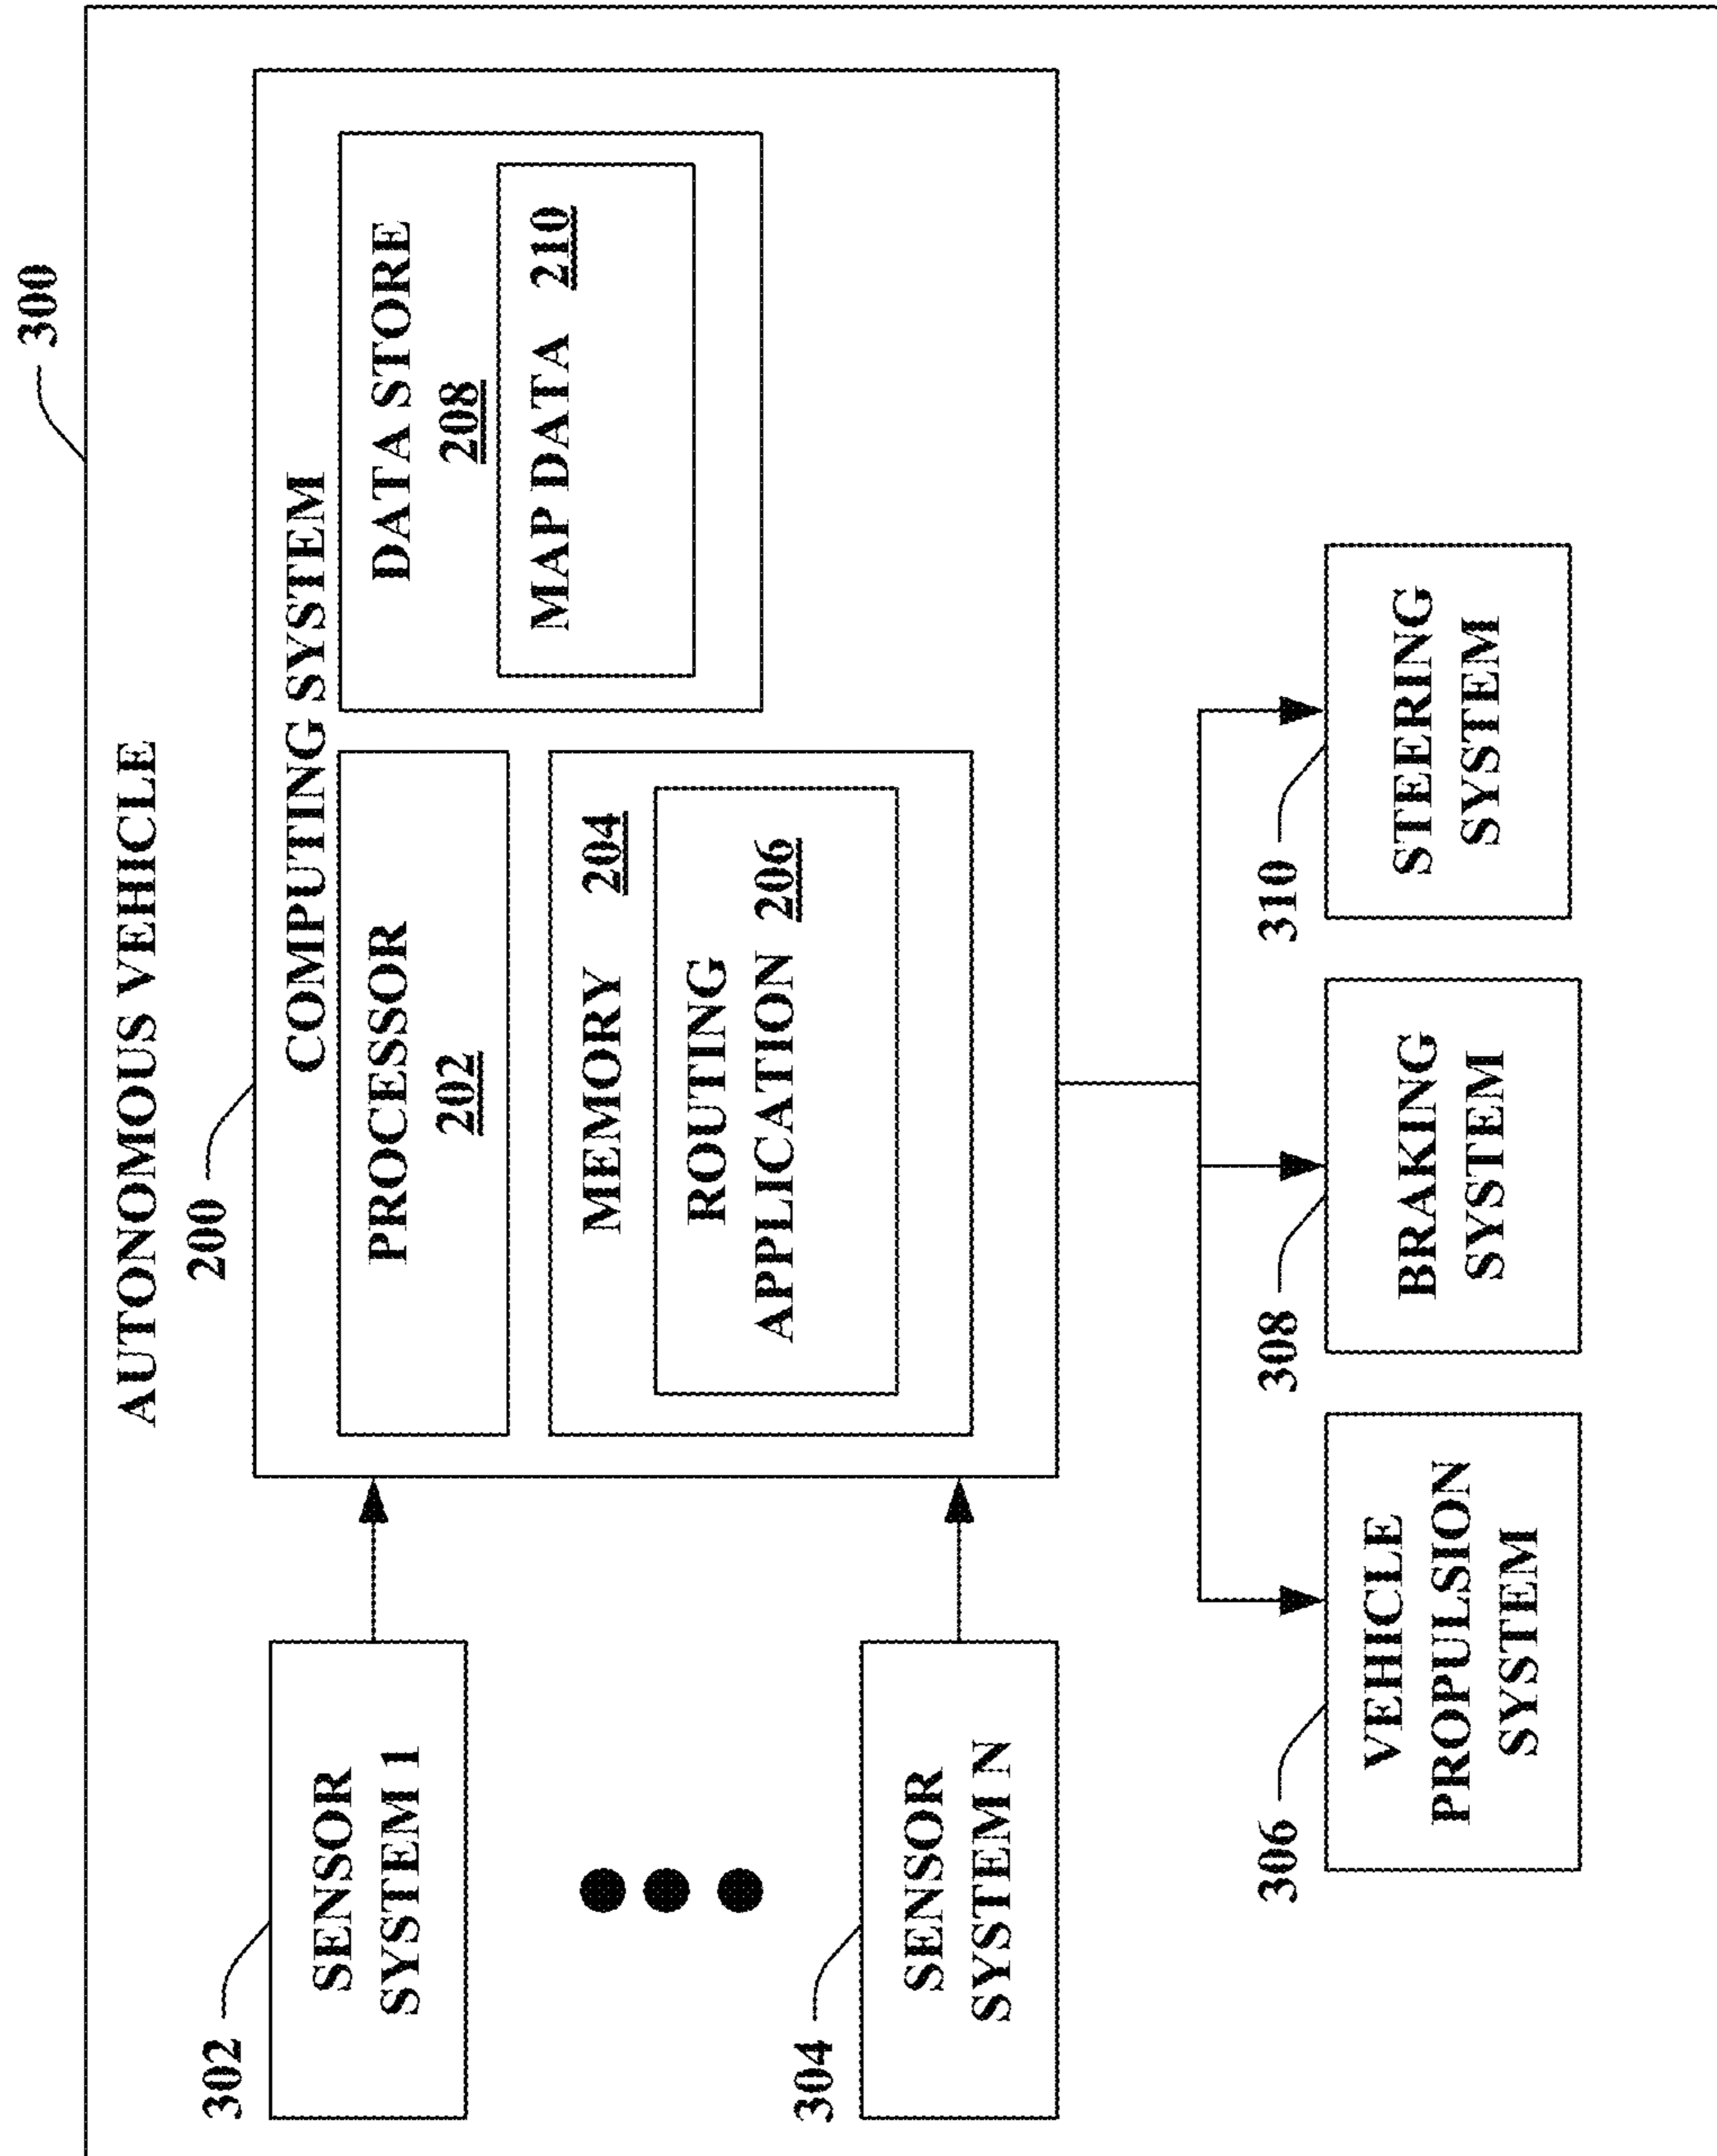 300
AUTONOMOUS VEHICLE
200
COMPUTING SYSTEM
302
SENSOR
SYSTEM 1
PROCESSOR
202
DATA STORE
208
MAP DATA 210
MEMORY 204
ROUTING
APPLICATION 206
304
SENSOR
SYSTEM N
306
VEHICLE
PROPULSION
SYSTEM
308
BRAKING
SYSTEM
310
STEERING
SYSTEM